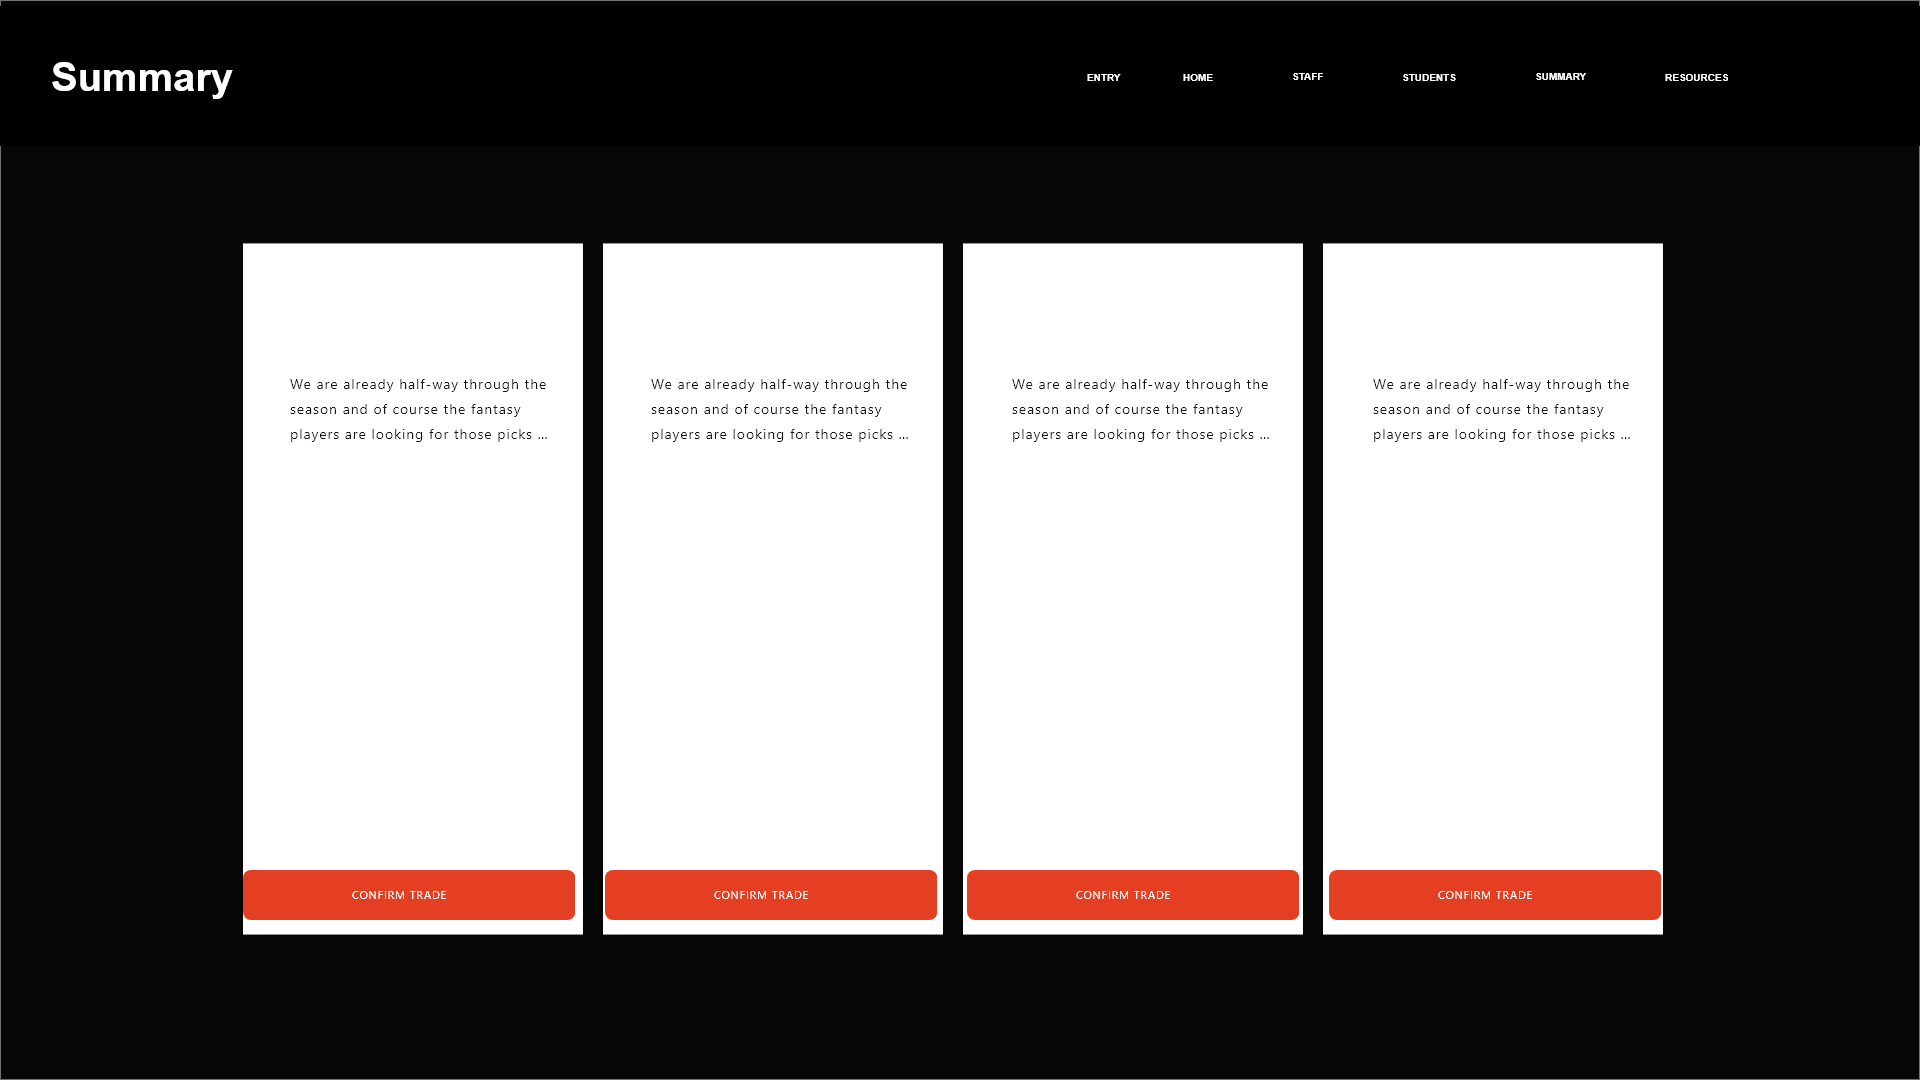 Summary
ENTRY HOME STAFF STUDENTS SUMMARY RESOURCES
We are already half-way through the
season and of course the fantasy
players are looking for those picks ...
CONFIRM TRADE
We are already half-way through the
season and of course the fantasy
players are looking for those picks ...
CONFIRM TRADE
We are already half-way through the
season and of course the fantasy
players are looking for those picks ...
CONFIRM TRADE
We are already half-way through the
season and of course the fantasy
players are looking for those picks ...
CONFIRM TRADE